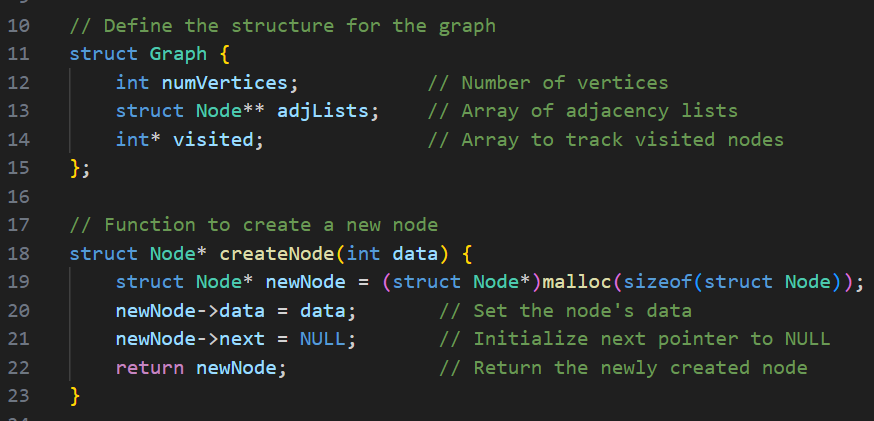 10 // Define the structure for the graph
11 struct Graph {
12     int numVertices;           // Number of vertices
13     struct Node** adjLists;    // Array of adjacency lists
14     int* visited;              // Array to track visited nodes
15 };
16
17 // Function to create a new node
18 struct Node* createNode(int data) {
19     struct Node* newNode = (struct Node*)malloc(sizeof(struct Node));
20     newNode->data = data;       // Set the node's data
21     newNode->next = NULL;       // Initialize next pointer to NULL
22     return newNode;             // Return the newly created node
23 }